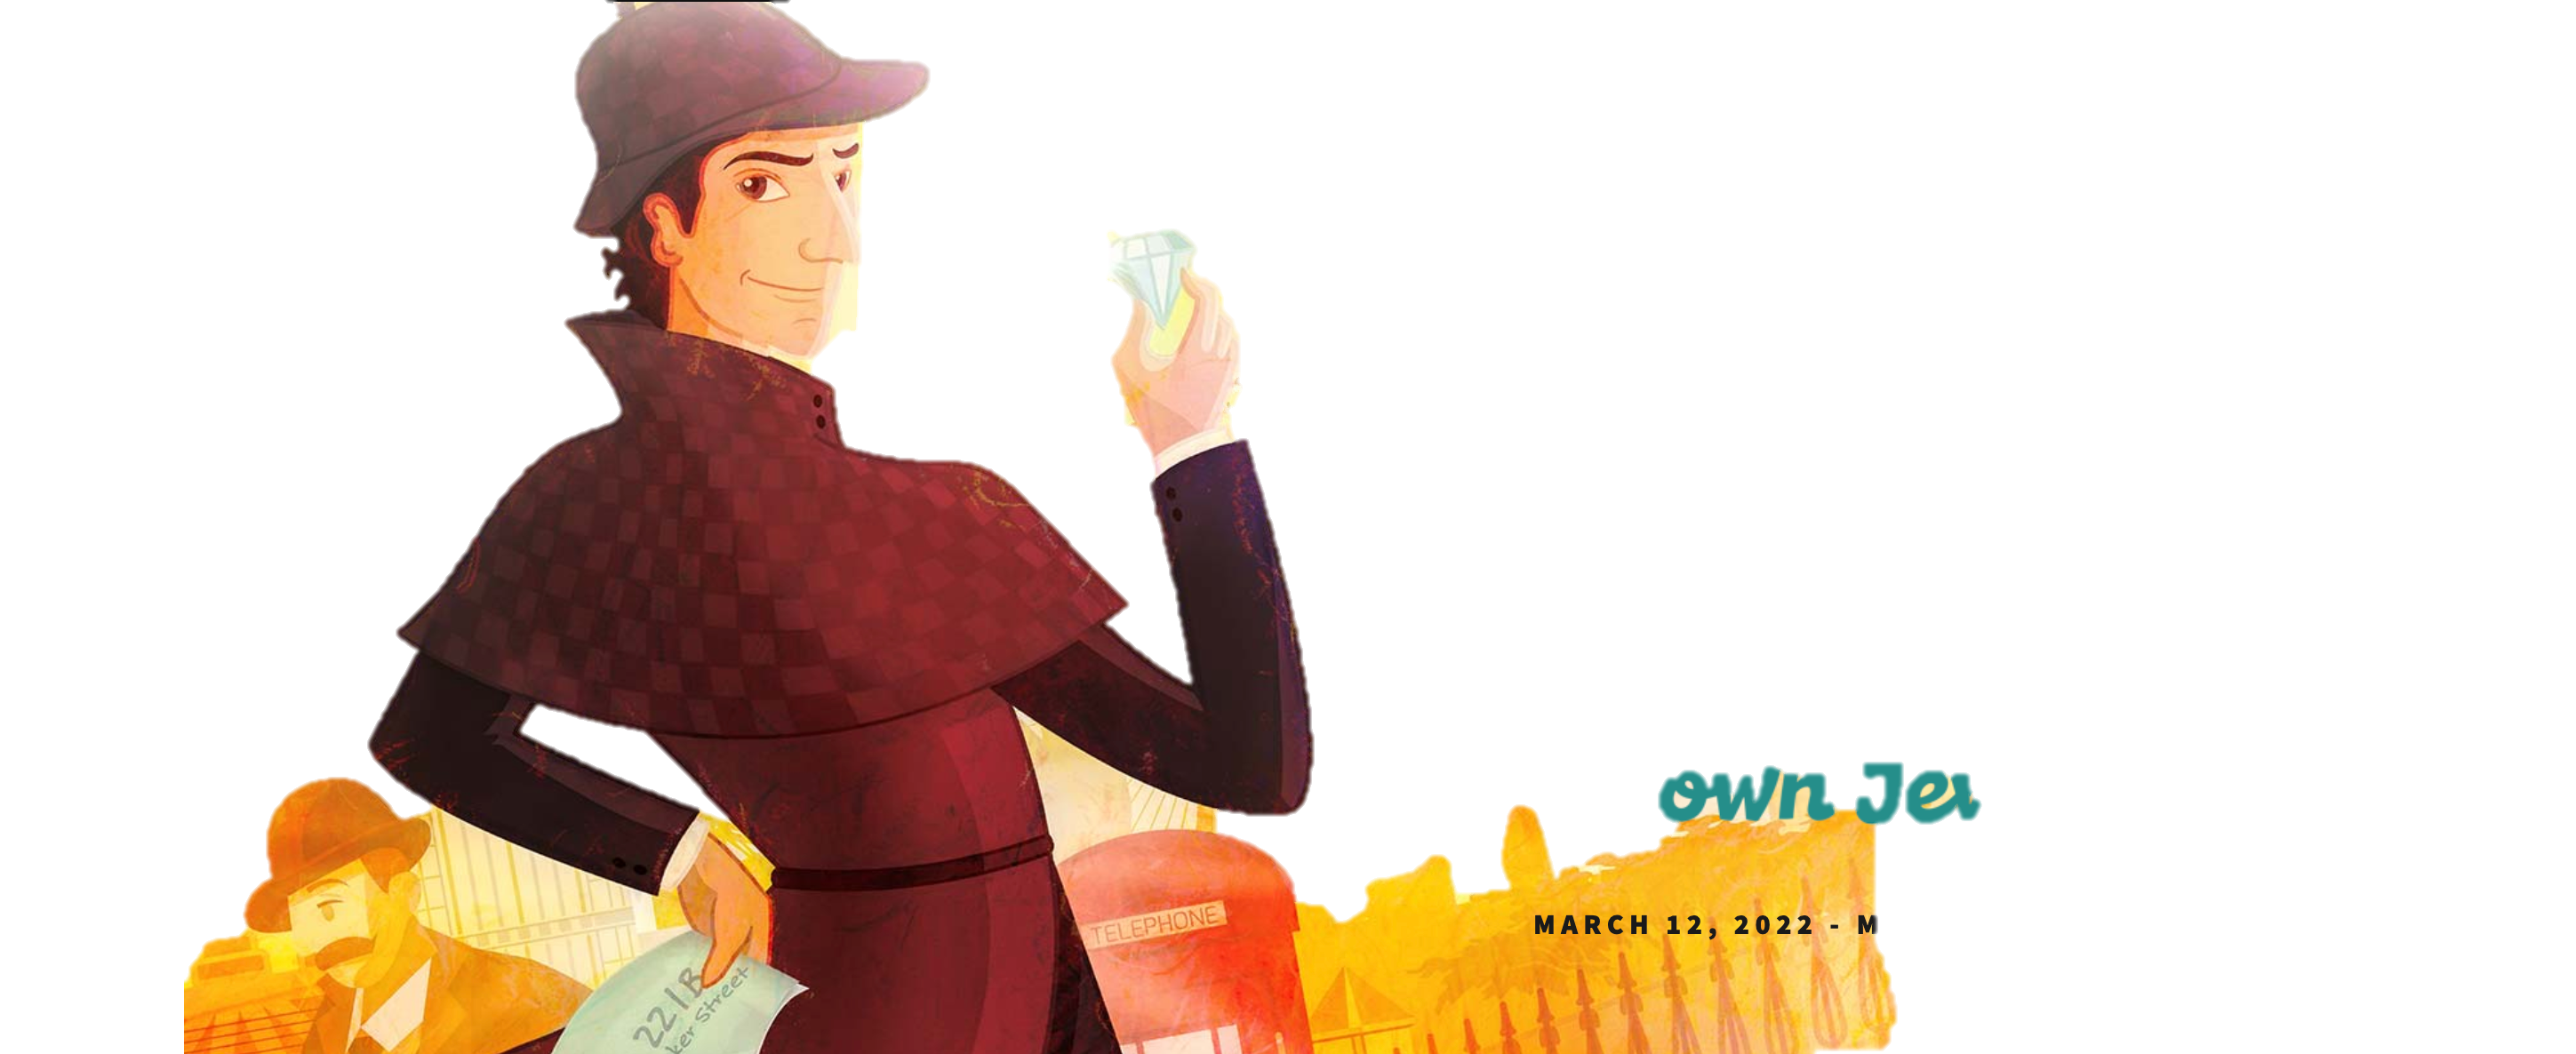 own Je
MARCH 12, 2022 - M
TELEPHONE
221B
ker Street